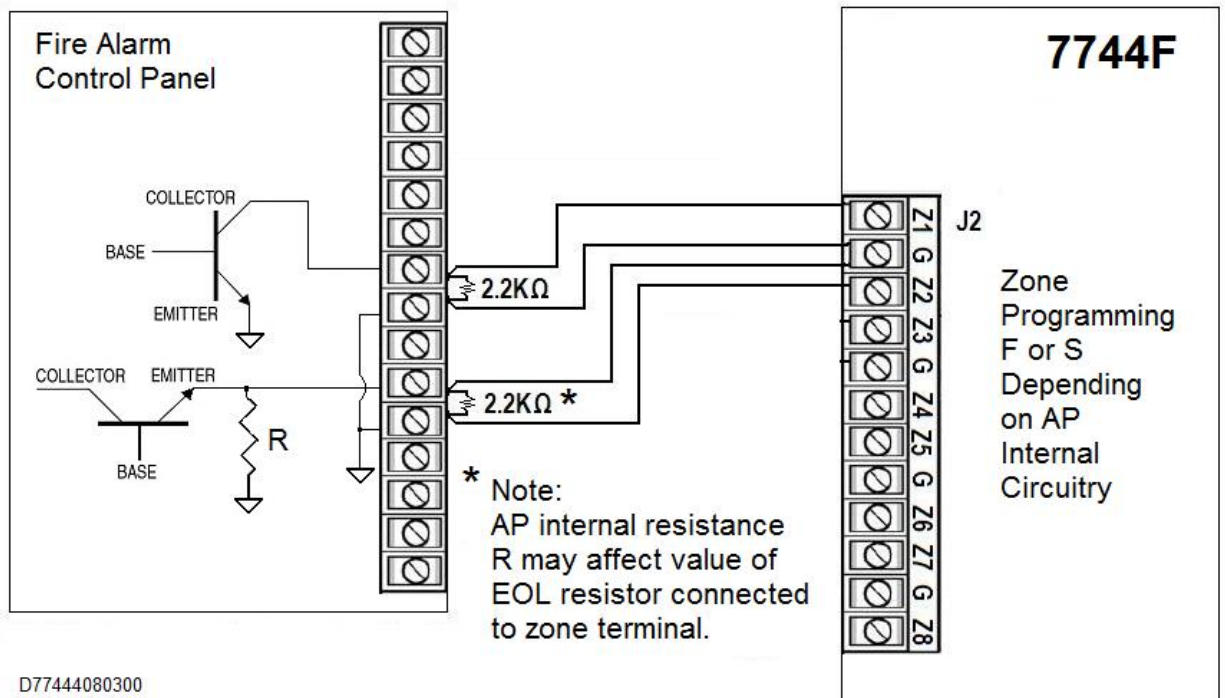 Fire Alarm
Control Panel
7744F
COLLECTOR
BASE
EMITTER
COLLECTOR
EMITTER
R
BASE
2.2KΩ
2.2KΩ *
* Note:
AP internal resistance
R may affect value of
EOL resistor connected
to zone terminal.
J2
Z1
G
Z2
Z3
G
Z4
Z5
G
Z6
Z7
G
Z8
Zone
Programming
F or S
Depending
on AP
Internal
Circuitry
D77444080300